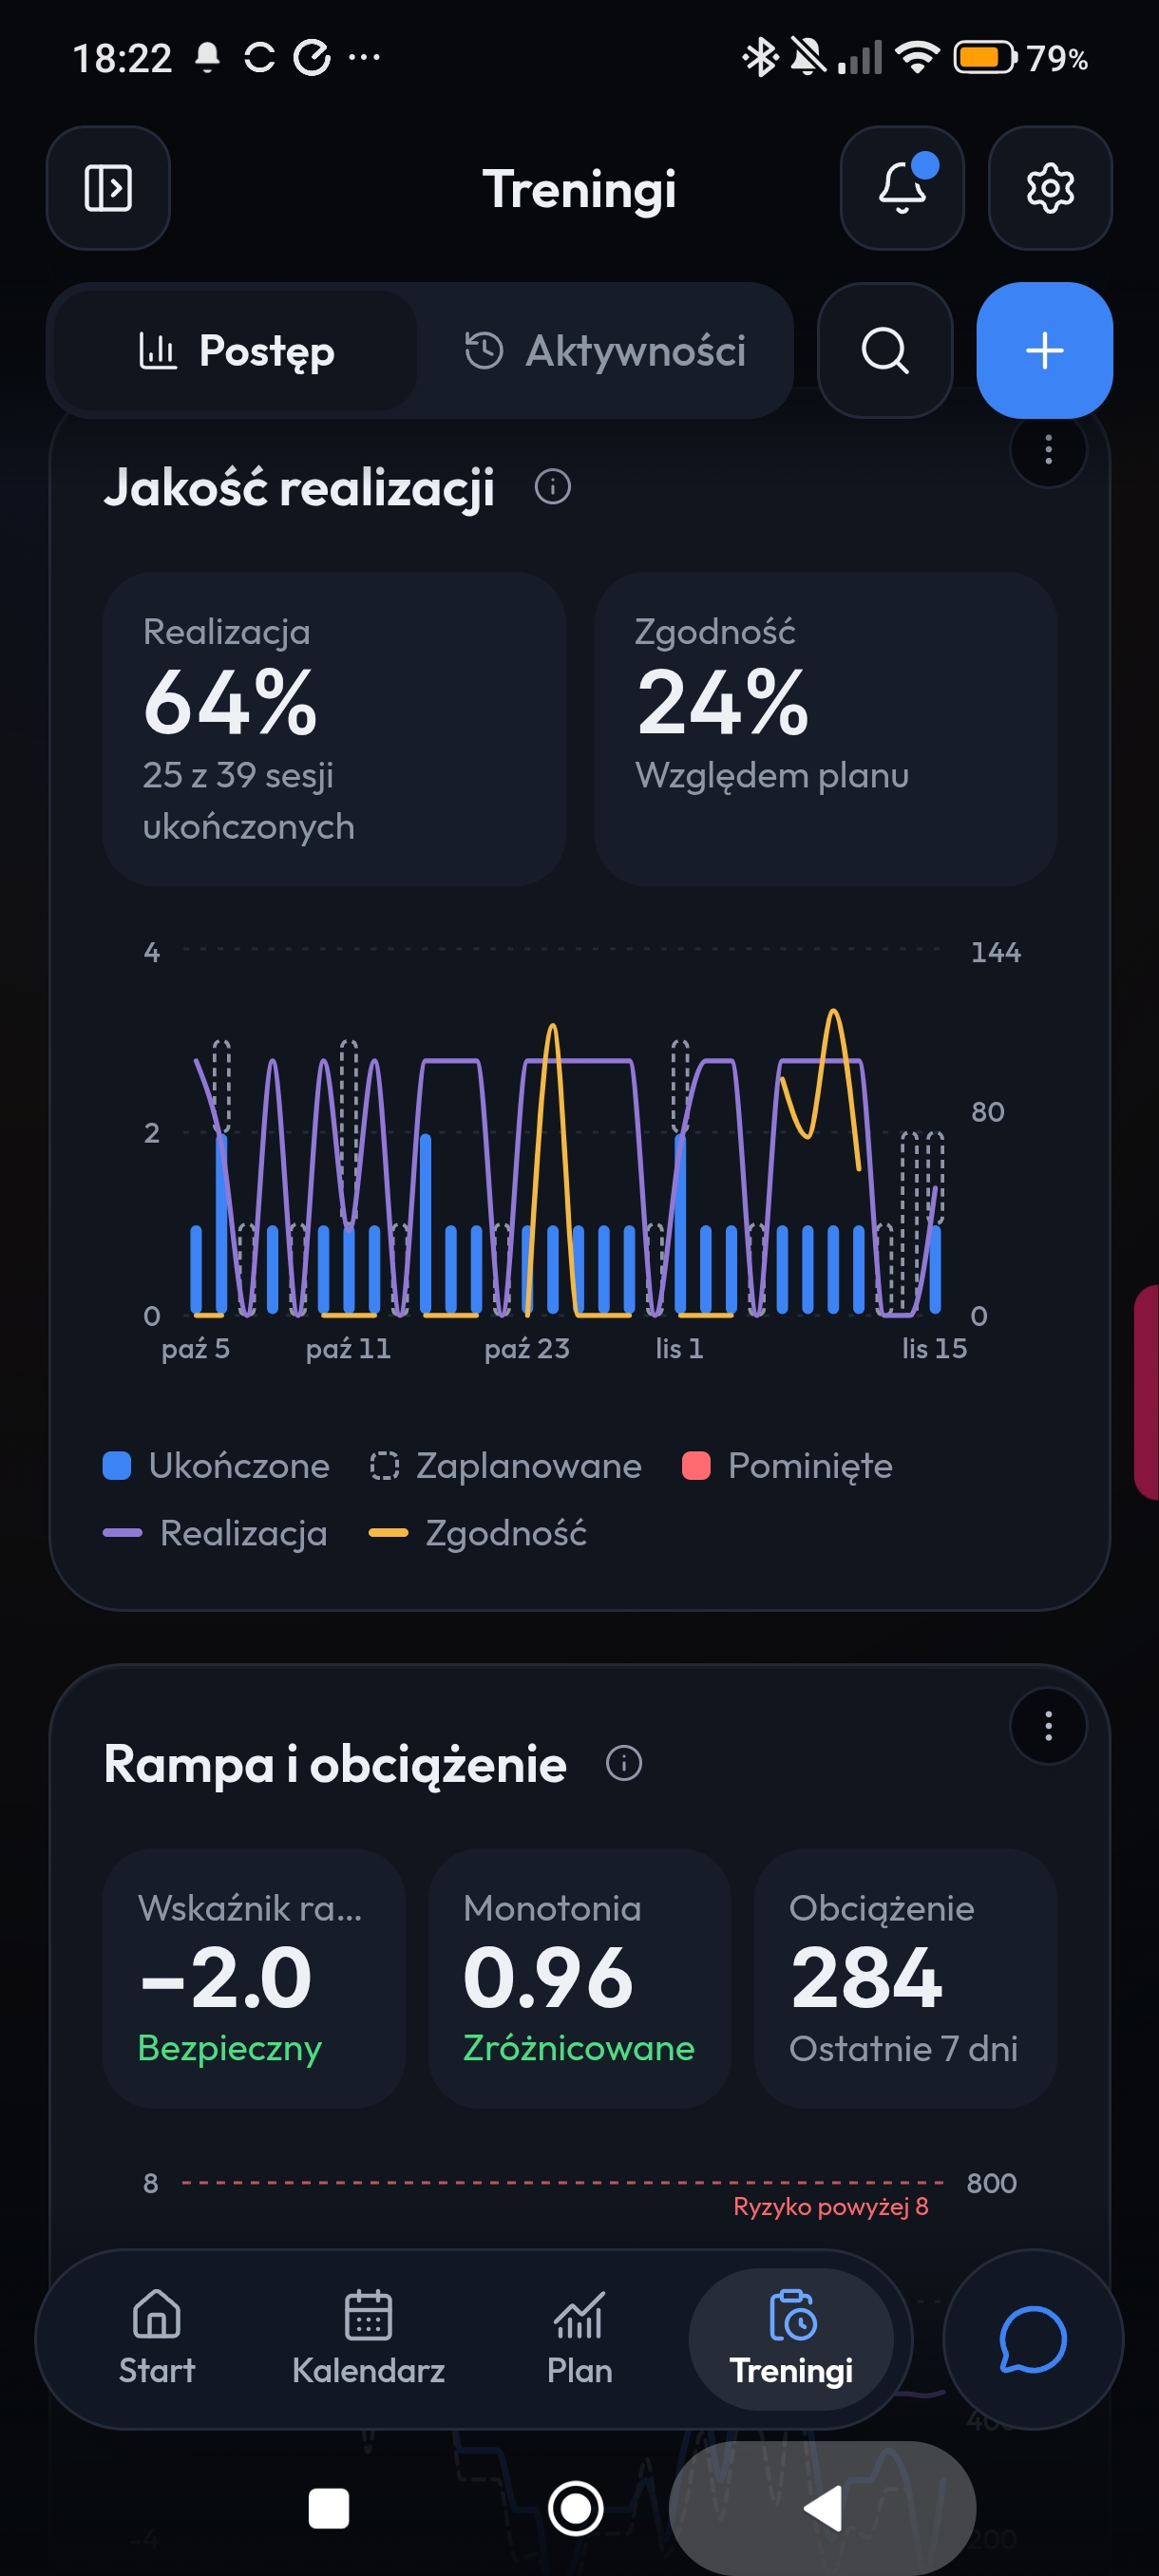 18:22
79%
Treningi
Postęp
Aktywności
Jakość realizacji
Realizacja
64%
25 z 39 sesji
ukończonych
Zgodność
24%
Względem planu
4
144
2
80
0
0
paź 5
paź 11
paź 23
lis 1
lis 15
Ukończone
Zaplanowane
Pominięte
Realizacja
Zgodność
Rampa i obciążenie
Wskaźnik ra...
−2.0
Bezpieczny
Monotonia
0.96
Zróżnicowane
Obciążenie
284
Ostatnie 7 dni
8
800
Ryzyko powyżej 8
Start
Kalendarz
Plan
Treningi
400
-4
200